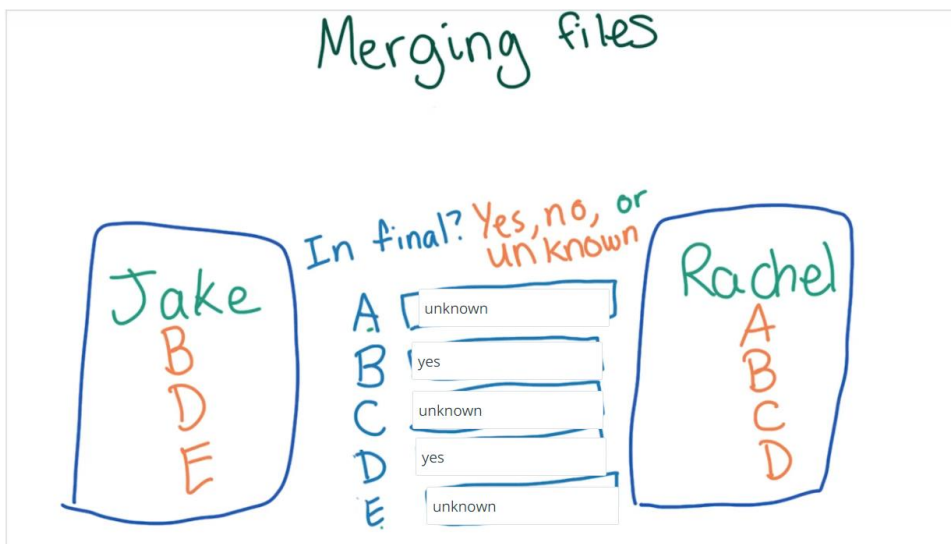 Merging files
In final? Yes, no, or
unknown
Jake
B
D
E
A unknown
B yes
C unknown
D yes
E unknown
Rachel
A
B
C
D